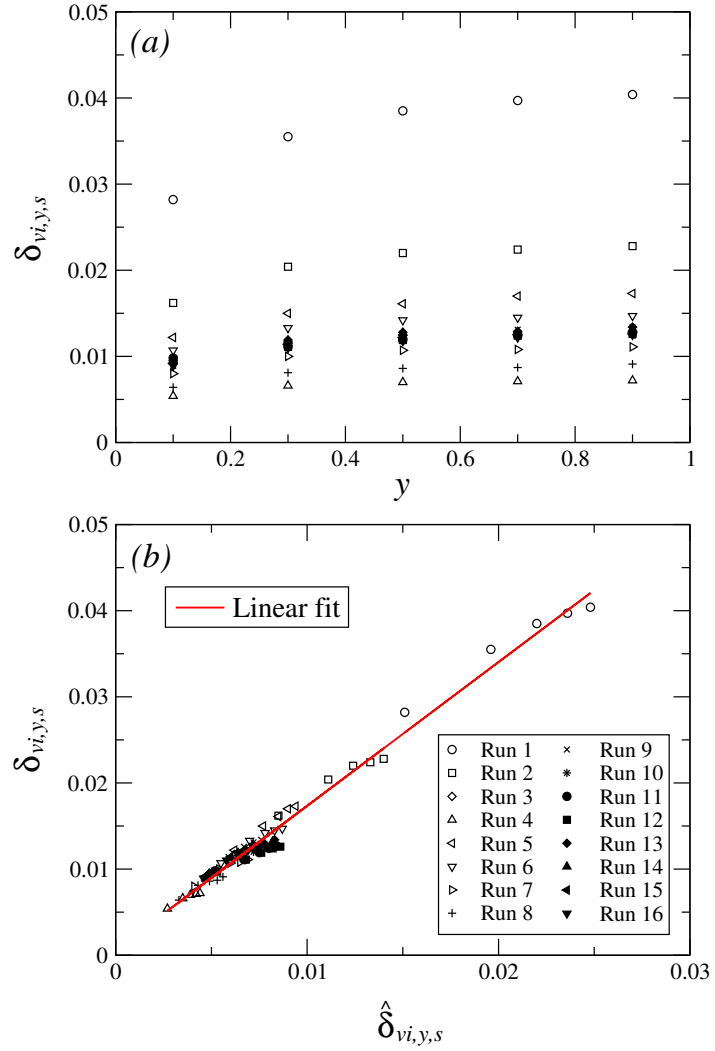 0.05
(a)
0.04
0.03
δvi,y,s
0.02
0.01
0
0 0.2 0.4 0.6 0.8 1
y
0.05
(b)
Linear fit
0.04
0.03
δvi,y,s
0.02
0.01
0
Run 1 Run 9
Run 2 Run 10
Run 3 Run 11
Run 4 Run 12
Run 5 Run 13
Run 6 Run 14
Run 7 Run 15
Run 8 Run 16
0 0.01 0.02 0.03
δ̂vi,y,s